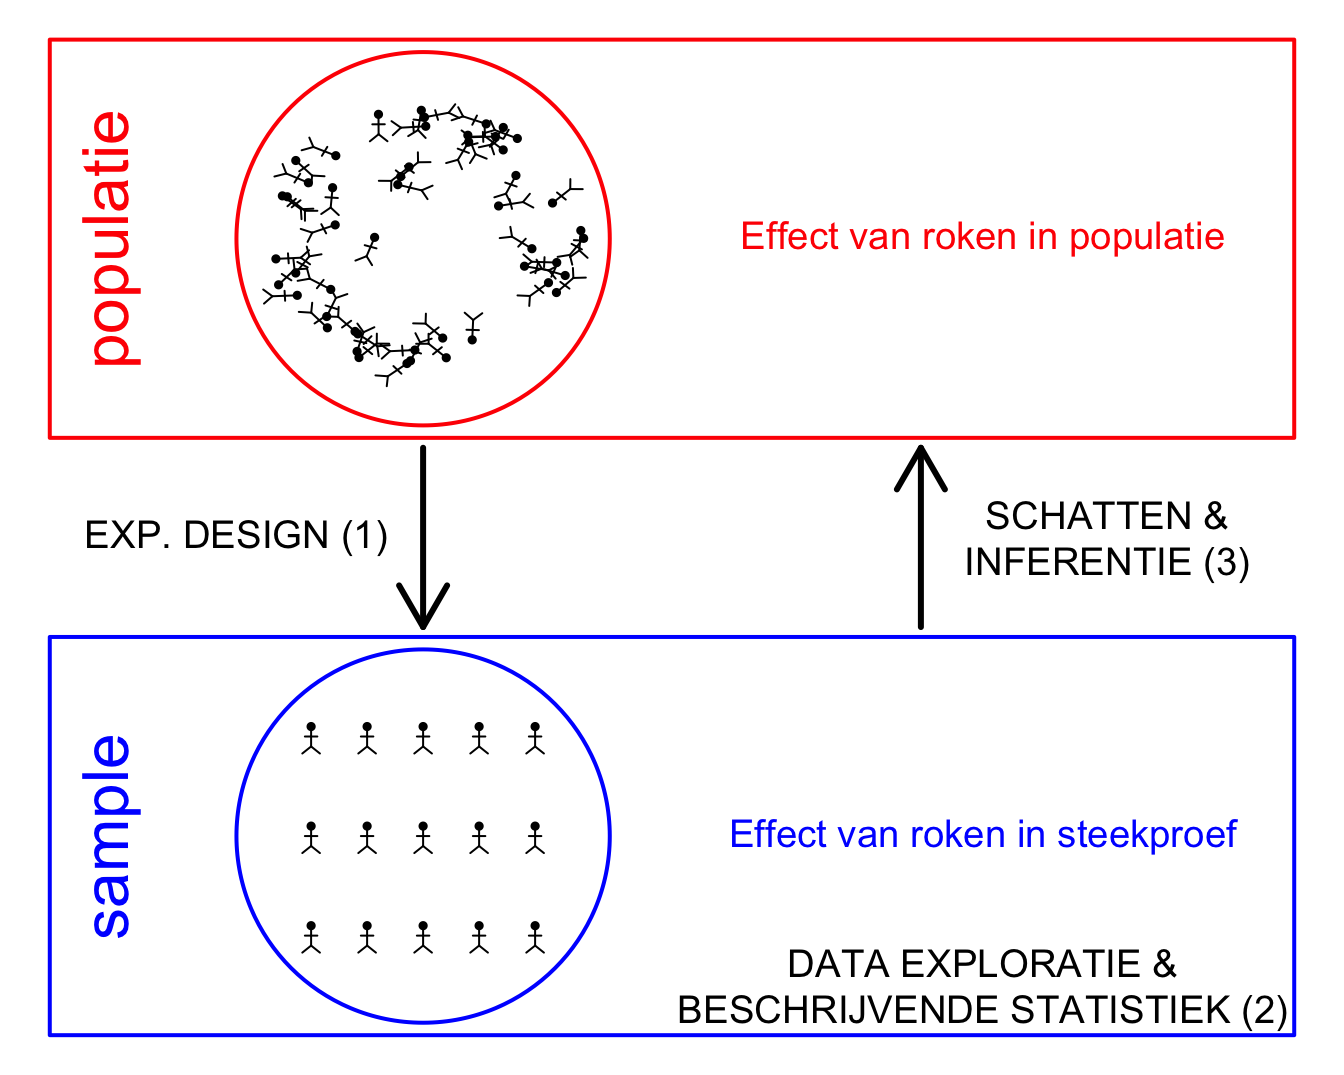 populatie
Effect van roken in populatie
EXP. DESIGN (1)
SCHATTEN &
INFERENTIE (3)
sample
Effect van roken in steekproef
DATA EXPLORATIE &
BESCHRIJVENDE STATISTIEK (2)